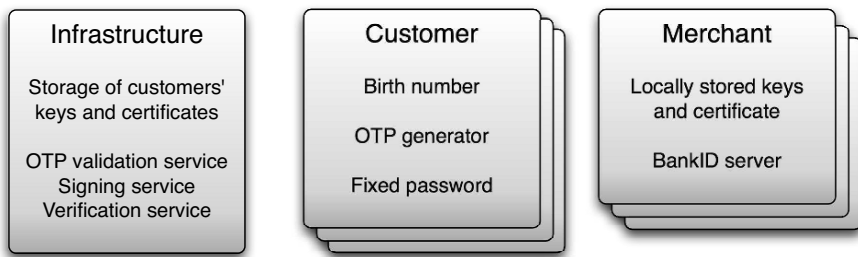 Infrastructure
Storage of customers'
keys and certificates
OTP validation service
Signing service
Verification service
Customer
Birth number
OTP generator
Fixed password
Merchant
Locally stored keys
and certificate
BankID server